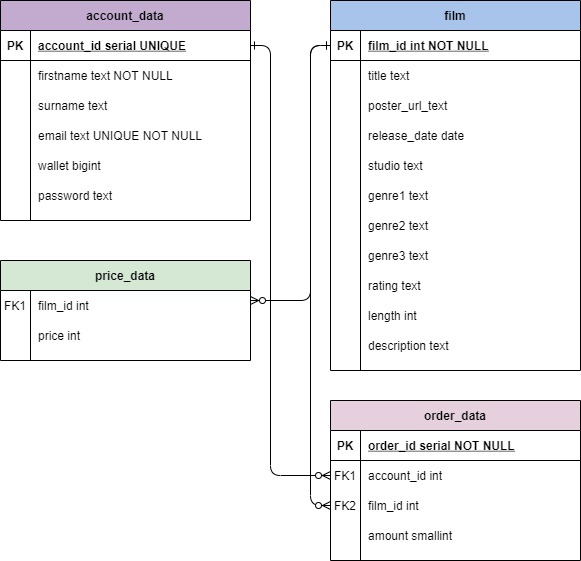 account_data
PK account_id serial UNIQUE
firstname text NOT NULL
surname text
email text UNIQUE NOT NULL
wallet bigint
password text
film
PK film_id int NOT NULL
title text
poster_url_text
release_date date
studio text
genre1 text
genre2 text
genre3 text
rating text
length int
description text
price_data
FK1 film_id int
price int
order_data
PK order_id serial NOT NULL
FK1 account_id int
FK2 film_id int
amount smallint